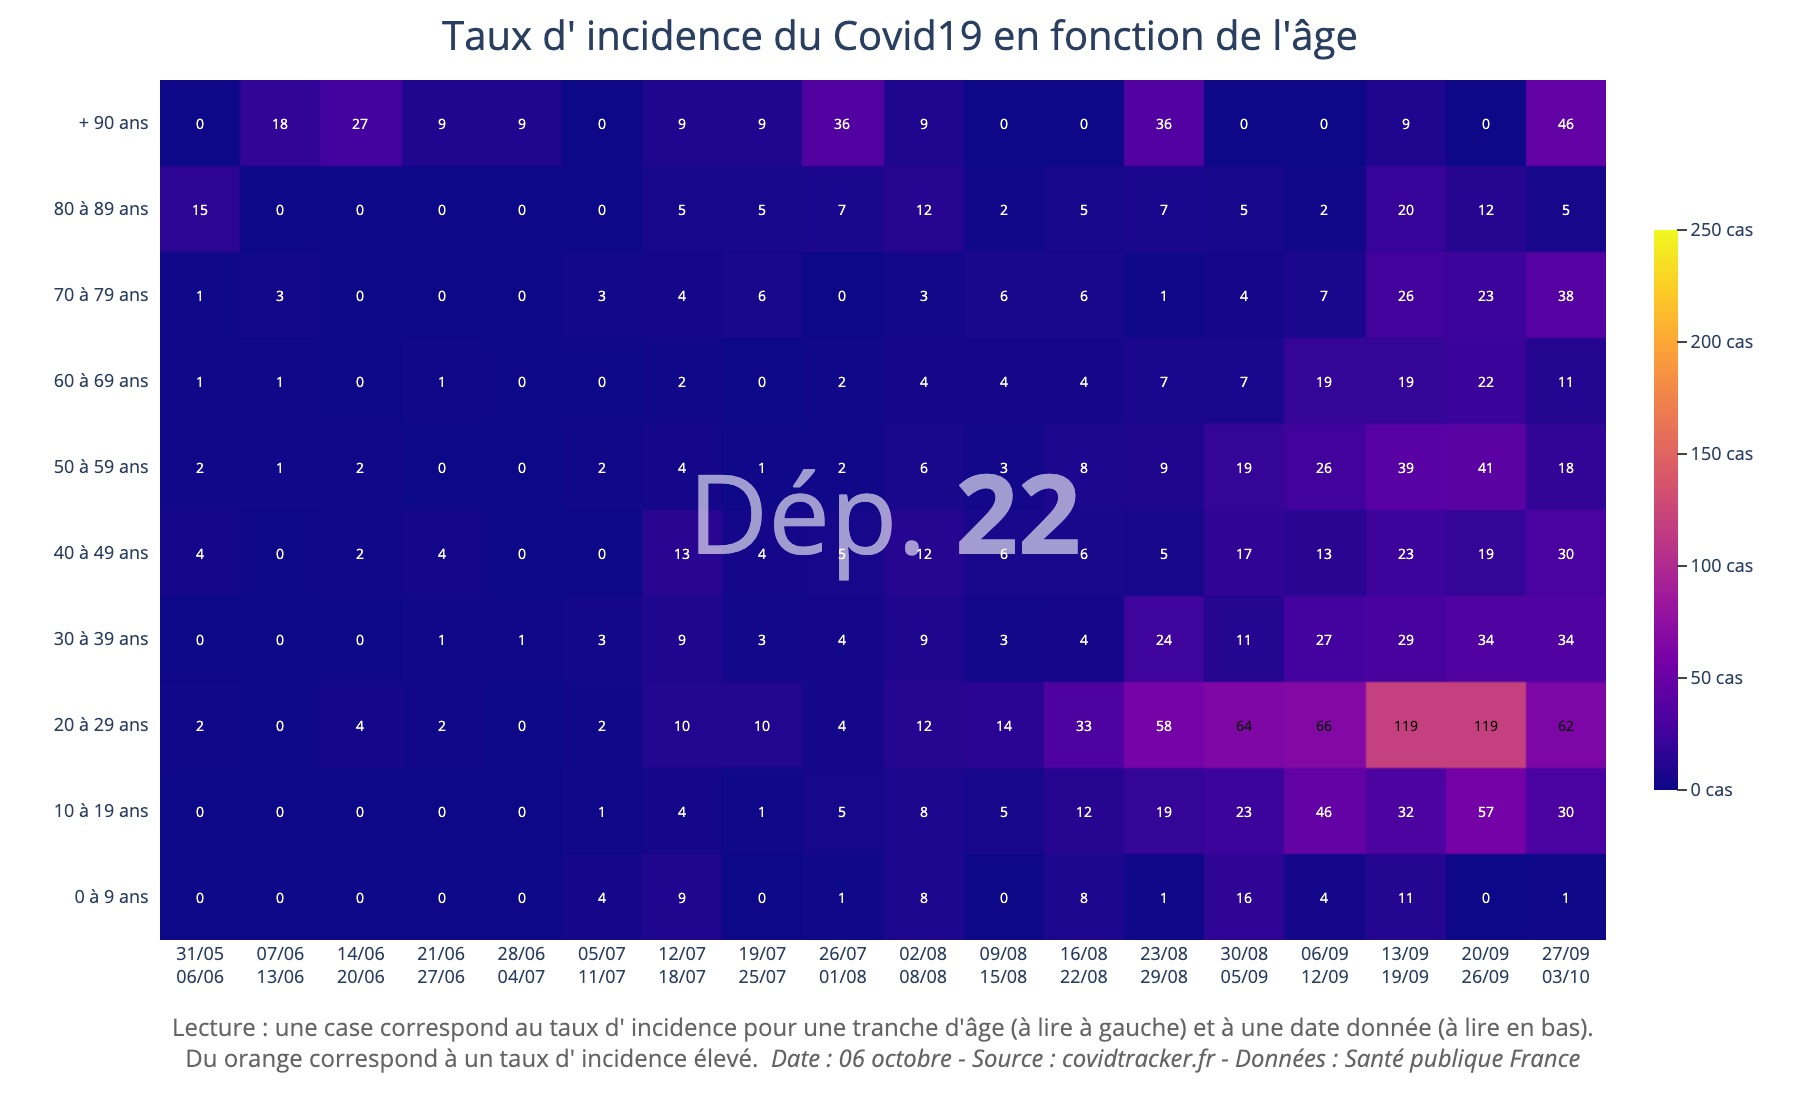 Taux d' incidence du Covid19 en fonction de l'âge
+ 90 ans 0 18 27 9 9 0 9 9 36 9 0 0 36 0 0 9 0 46
80 à 89 ans 15 0 0 0 0 0 5 5 7 12 2 5 7 5 2 20 12 5
70 à 79 ans 1 3 0 0 0 3 4 6 0 3 6 6 1 4 7 26 23 38
60 à 69 ans 1 1 0 1 0 0 2 0 2 4 4 4 7 7 19 19 22 11
50 à 59 ans 2 1 2 0 0 2 4 1 2 6 3 8 9 19 26 39 41 18
Dép. 22
40 à 49 ans 4 0 2 4 0 0 13 4 5 12 6 6 5 17 13 23 19 30
30 à 39 ans 0 0 0 1 1 3 9 3 4 9 3 4 24 11 27 29 34 34
20 à 29 ans 2 0 4 2 0 2 10 10 4 12 14 33 58 64 66 119 119 62
10 à 19 ans 0 0 0 0 0 1 4 1 5 8 5 12 19 23 46 32 57 30
0 à 9 ans 0 0 0 0 0 4 9 0 1 8 0 8 1 16 4 11 0 1
31/05 07/06 14/06 21/06 28/06 05/07 12/07 19/07 26/07 02/08 09/08 16/08 23/08 30/08 06/09 13/09 20/09 27/09
06/06 13/06 20/06 27/06 04/07 11/07 18/07 25/07 01/08 08/08 15/08 22/08 29/08 05/09 12/09 19/09 26/09 03/10
250 cas
200 cas
150 cas
100 cas
50 cas
0 cas
Lecture : une case correspond au taux d' incidence pour une tranche d'âge (à lire à gauche) et à une date donnée (à lire en bas).
Du orange correspond à un taux d' incidence élevé. Date : 06 octobre - Source : covidtracker.fr - Données : Santé publique France